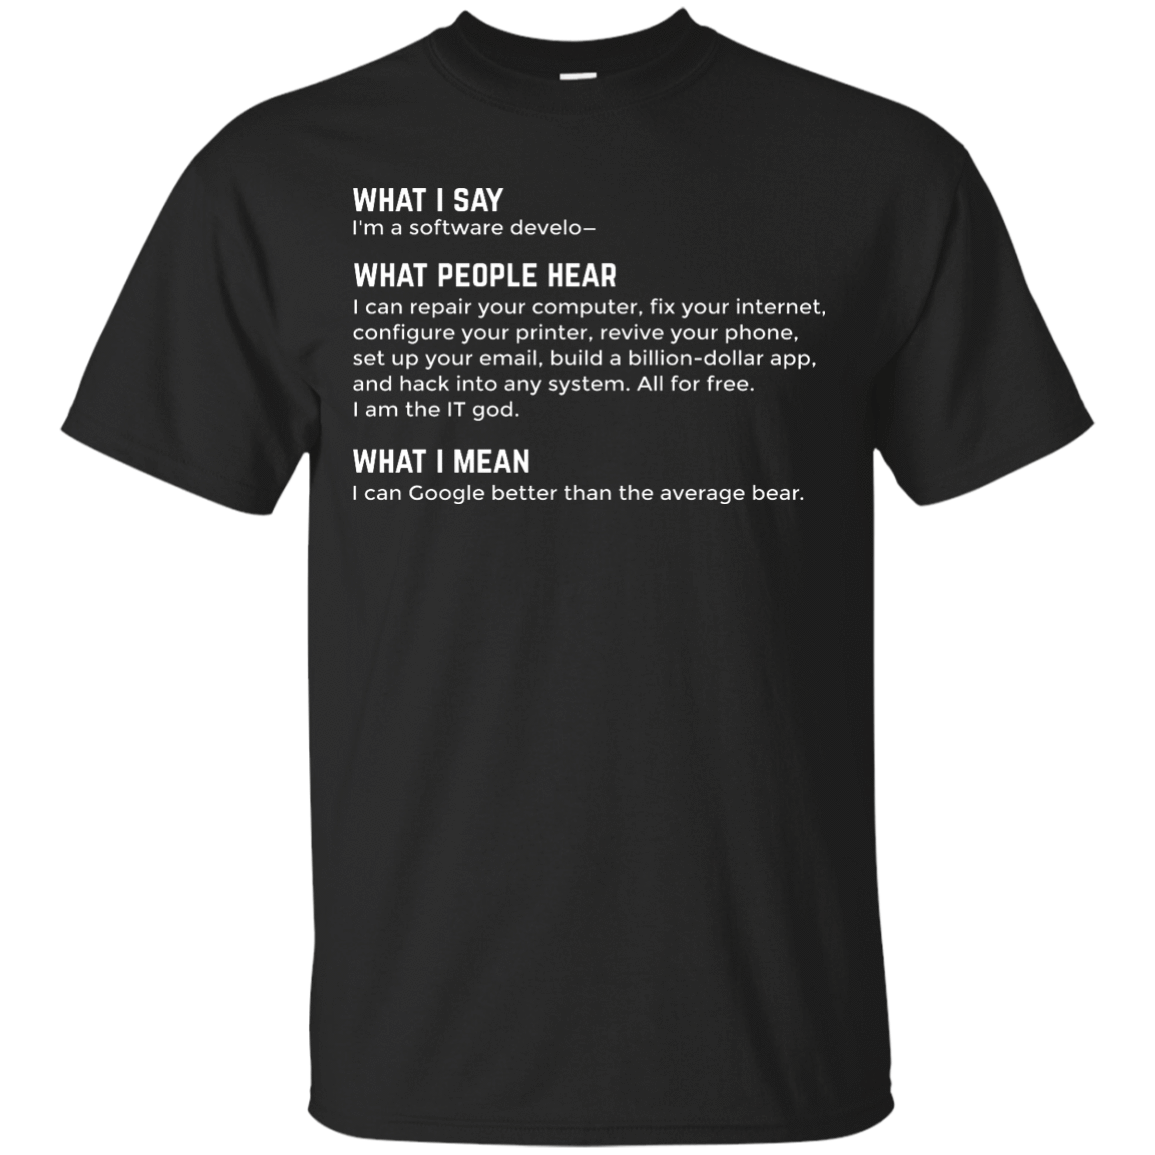 WHAT I SAY
I'm a software develo—
WHAT PEOPLE HEAR
I can repair your computer, fix your internet,
configure your printer, revive your phone,
set up your email, build a billion-dollar app,
and hack into any system. All for free.
I am the IT god.
WHAT I MEAN
I can Google better than the average bear.